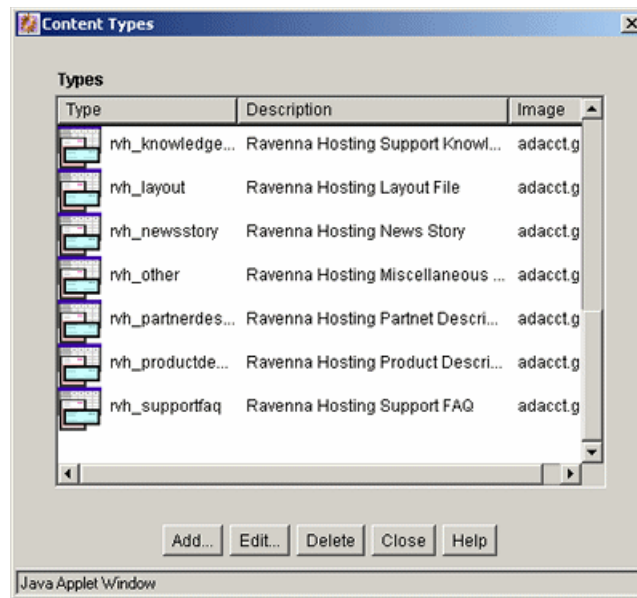 Content Types
Types
Type Description Image
rvh_knowledge... Ravenna Hosting Support Knowl... adacct.g
rvh_layout Ravenna Hosting Layout File adacct.g
rvh_newsstory Ravenna Hosting News Story adacct.g
rvh_other Ravenna Hosting Miscellaneous ... adacct.g
rvh_partnerdes... Ravenna Hosting Partnet Descri... adacct.g
rvh_productde... Ravenna Hosting Product Descri... adacct.g
rvh_supportfaq Ravenna Hosting Support FAQ adacct.g
Add... Edit... Delete Close Help
Java Applet Window